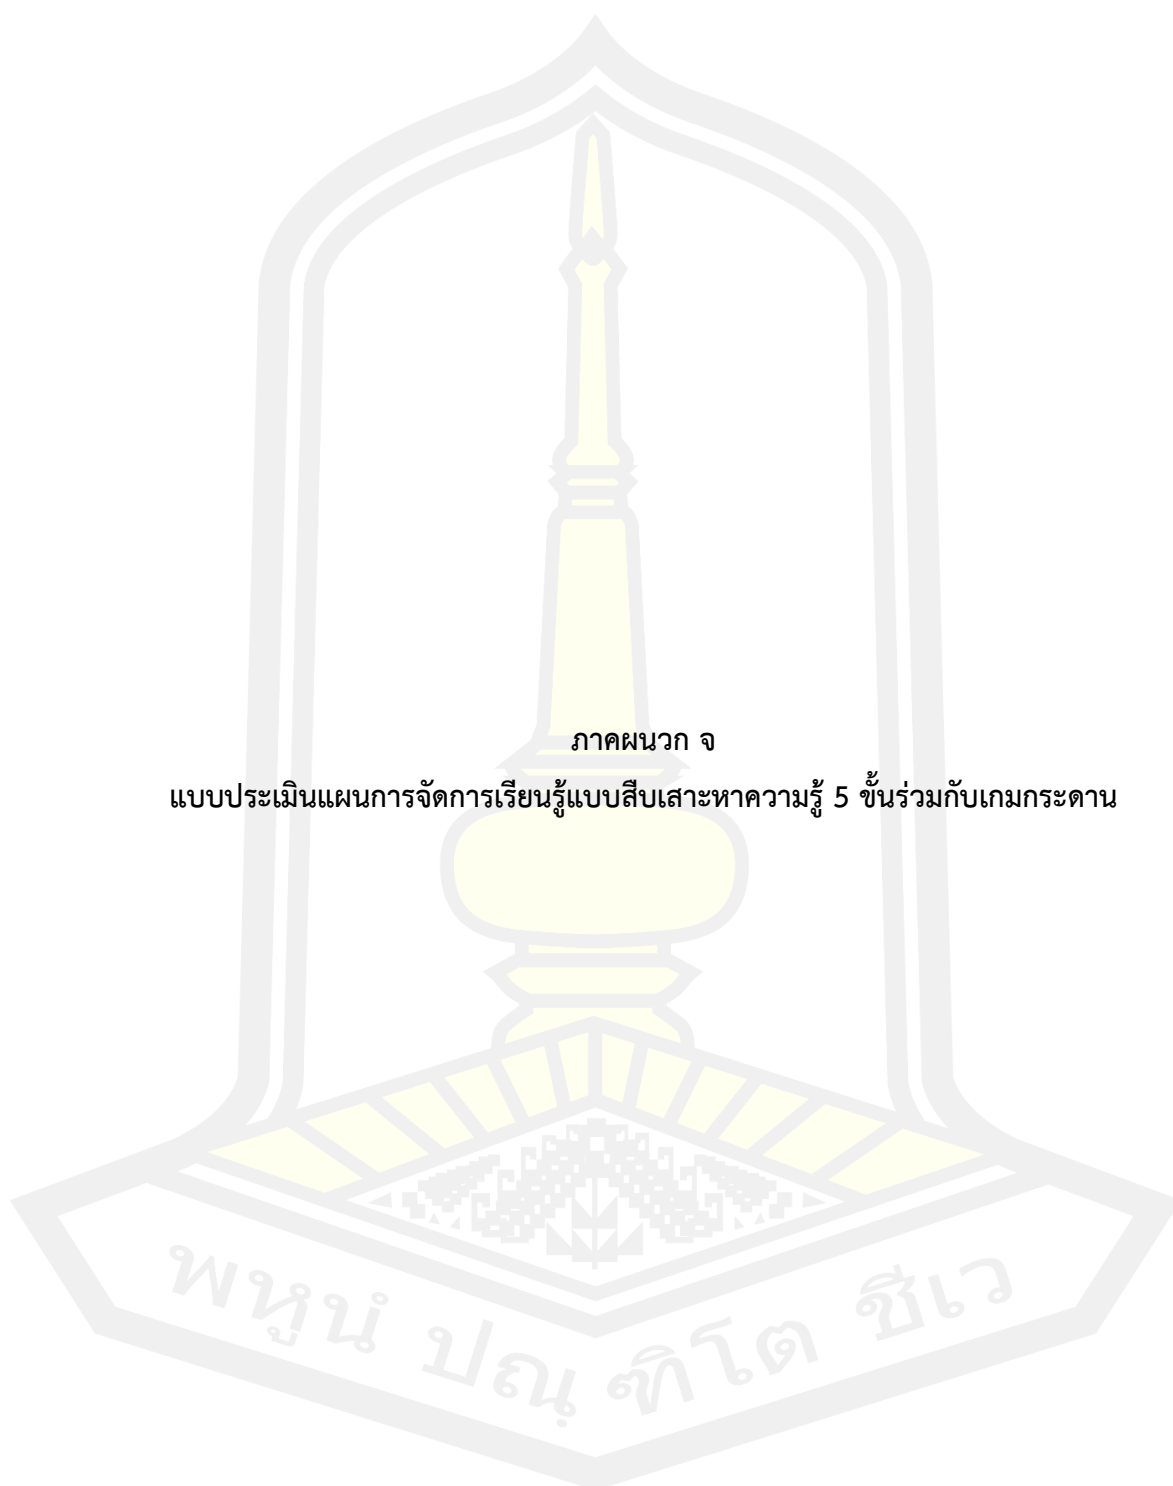 ภาคผนวก จ
แบบประเมินแผนการจัดการเรียนรู้แบบสืบเสาะหาความรู้ 5 ขั้นร่วมกับเกมกระดาน
พหูนํ ปณฺ ฑิโต ชีเว